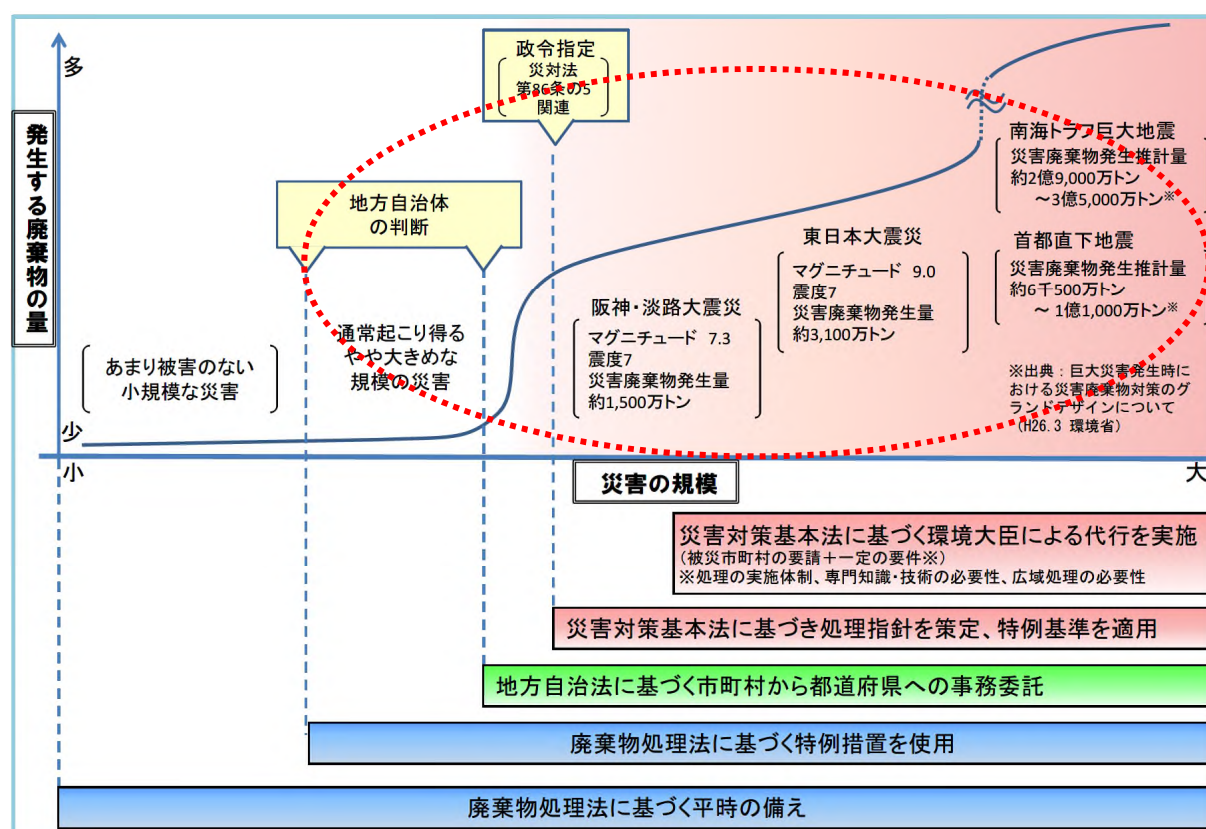 多
発生する廃棄物の量
政令指定
災対法
第86条の5
関連
地方自治体
の判断
南海トラフ巨大地震
災害廃棄物発生推計量
約2億9,000万トン
～3億5,000万トン※
東日本大震災
マグニチュード 9.0
震度7
災害廃棄物発生量
約3,100万トン
首都直下地震
災害廃棄物発生推計量
約6千500万トン
～ 1億1,000万トン※
阪神・淡路大震災
マグニチュード 7.3
震度7
災害廃棄物発生量
約1,500万トン
通常起こり得る
やや大きめな
規模の災害
あまり被害のない
小規模な災害
※出典：巨大災害発生時に
おける災害廃棄物対策のグ
ランドデザインについて
（H26.3 環境省）
少
小
災害の規模
大
災害対策基本法に基づく環境大臣による代行を実施
(被災市町村の要請＋一定の要件※)
※処理の実施体制、専門知識・技術の必要性、広域処理の必要性
災害対策基本法に基づき処理指針を策定、特例基準を適用
地方自治法に基づく市町村から都道府県への事務委託
廃棄物処理法に基づく特例措置を使用
廃棄物処理法に基づく平時の備え